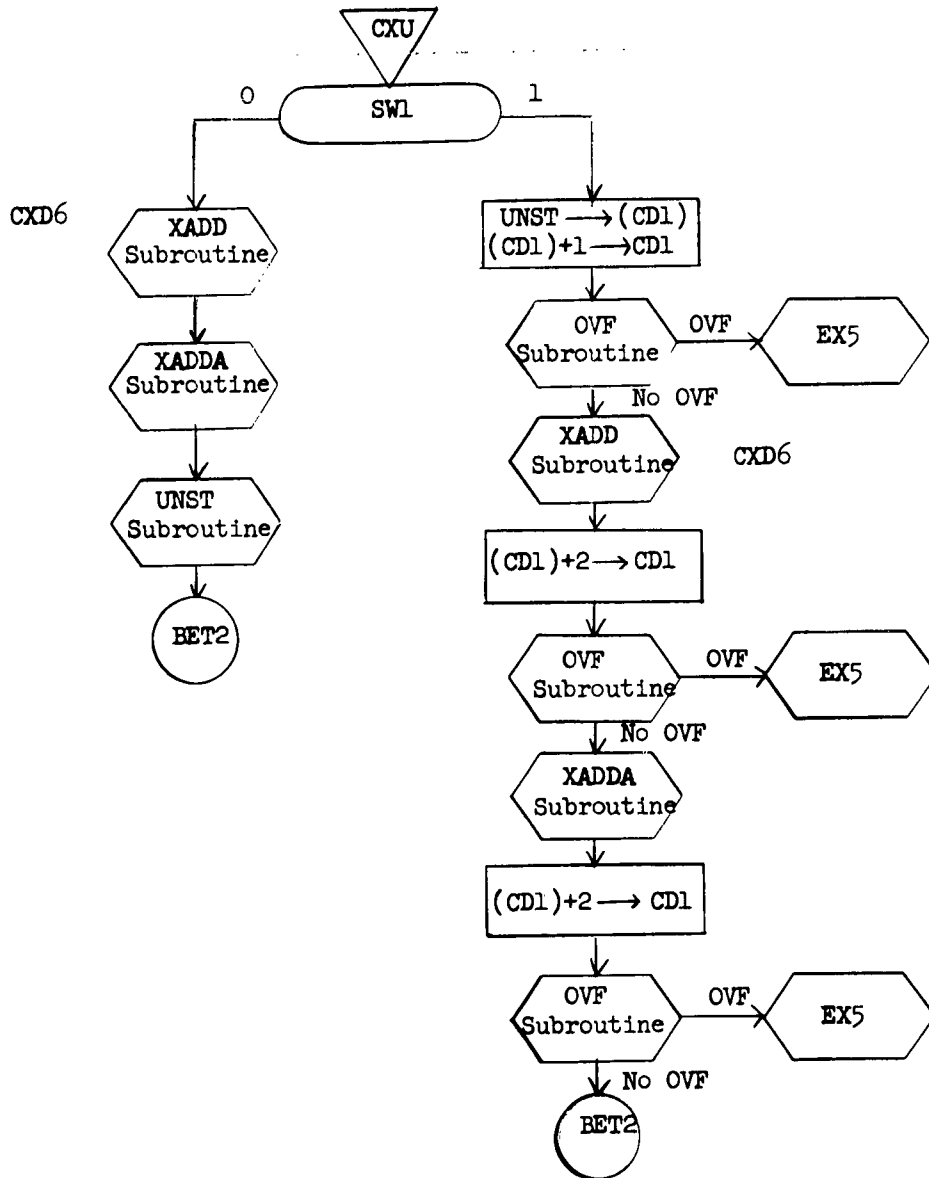 CXU
0
1
SW1
CXD6
XADD
Subroutine
XADDA
Subroutine
UNST
Subroutine
BET2
UNST → (CD1)
(CD1)+1 → CD1
OVF
Subroutine
OVF
EX5
No OVF
XADD
Subroutine
CXD6
(CD1)+2 → CD1
OVF
Subroutine
OVF
EX5
No OVF
XADDA
Subroutine
(CD1)+2 → CD1
OVF
Subroutine
OVF
EX5
No OVF
BET2